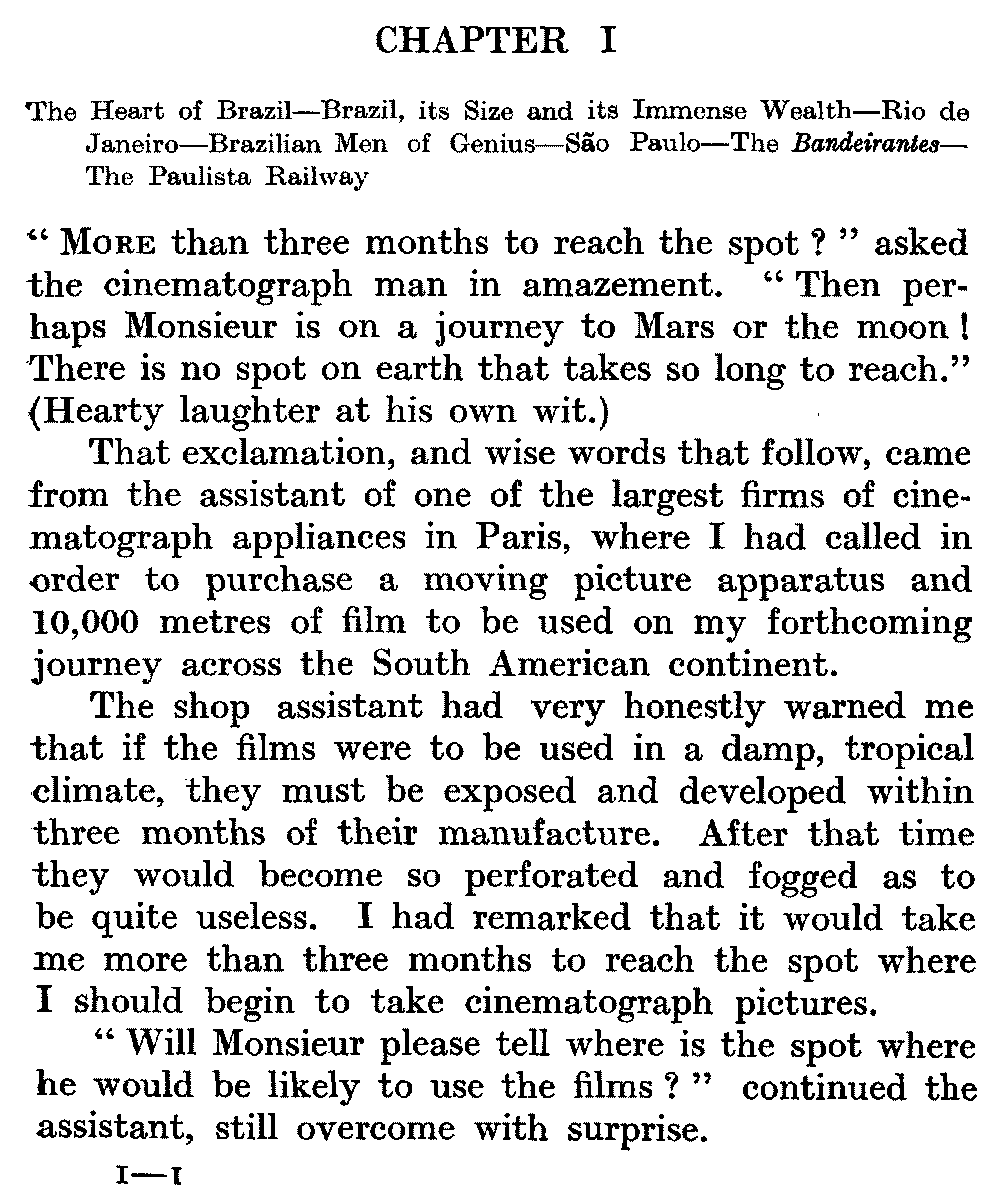 CHAPTER I
The Heart of Brazil—Brazil, its Size and its Immense Wealth—Rio de
Janeiro—Brazilian Men of Genius—São Paulo—The Bandeirantes—
The Paulista Railway
“ MORE than three months to reach the spot ? ” asked
the cinematograph man in amazement. “ Then per-
haps Monsieur is on a journey to Mars or the moon !
There is no spot on earth that takes so long to reach.”
(Hearty laughter at his own wit.)
That exclamation, and wise words that follow, came
from the assistant of one of the largest firms of cine-
matograph appliances in Paris, where I had called in
order to purchase a moving picture apparatus and
10,000 metres of film to be used on my forthcoming
journey across the South American continent.
The shop assistant had very honestly warned me
that if the films were to be used in a damp, tropical
climate, they must be exposed and developed within
three months of their manufacture. After that time
they would become so perforated and fogged as to
be quite useless. I had remarked that it would take
me more than three months to reach the spot where
I should begin to take cinematograph pictures.
“ Will Monsieur please tell where is the spot where
he would be likely to use the films ? ” continued the
assistant, still overcome with surprise.
I—I